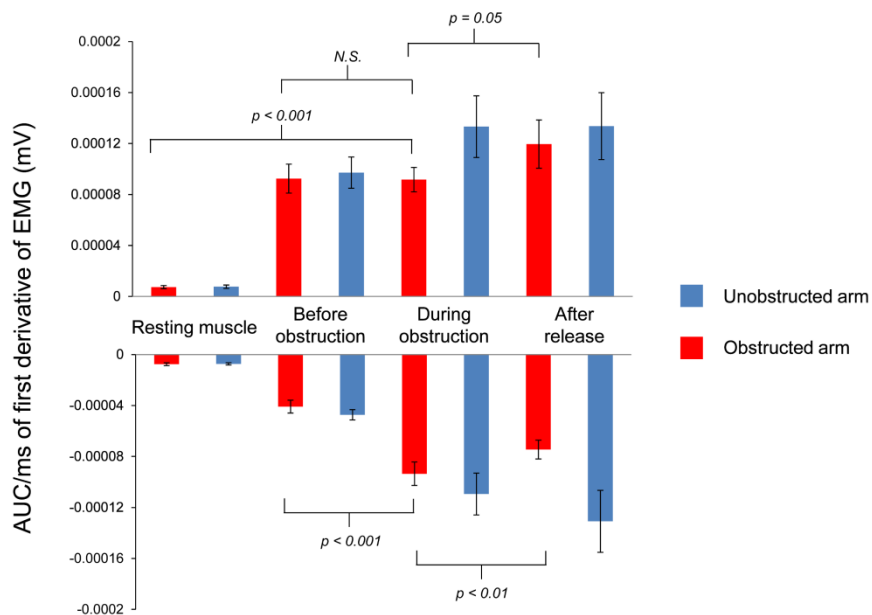 AUC/ms of first derivative of EMG (mV)
0.0002
0.00016
0.00012
0.00008
0.00004
0
p = 0.05
N.S.
p < 0.001
Resting muscle
Before
obstruction
During
obstruction
After
release
0
-0.00004
-0.00008
-0.00012
-0.00016
-0.0002
p < 0.001
p < 0.01
Unobstructed arm
Obstructed arm